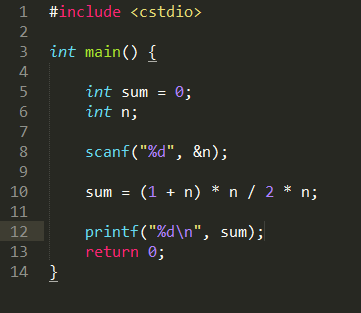 1 #include <cstdio>
2
3 int main() {
4
5 int sum = 0;
6 int n;
7
8 scanf("%d", &n);
9
10 sum = (1 + n) * n / 2 * n;
11
12 printf("%d\n", sum);
13 return 0;
14 }